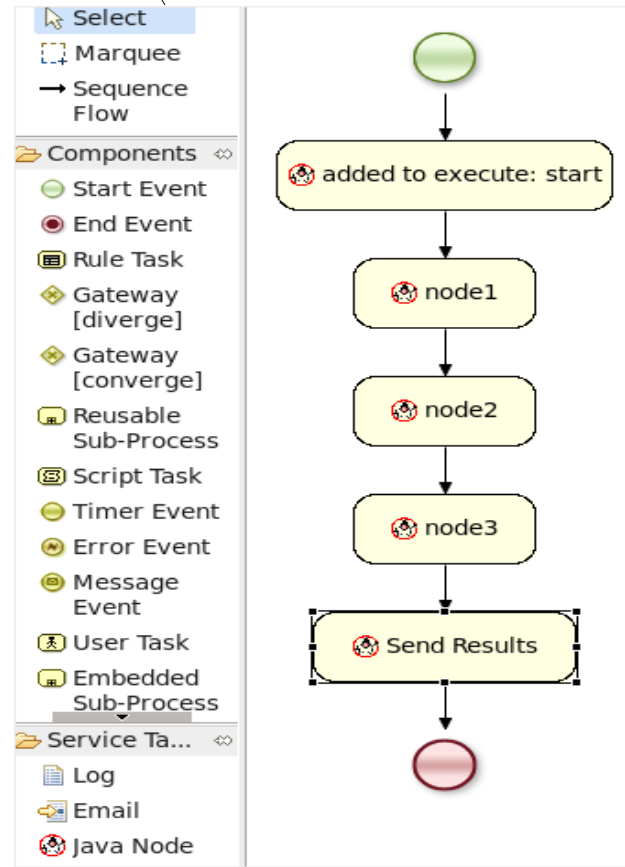 Select
Marquee
Sequence
Flow
Components
Start Event
End Event
Rule Task
Gateway
[diverge]
Gateway
[converge]
Reusable
Sub-Process
Script Task
Timer Event
Error Event
Message
Event
User Task
Embedded
Sub-Process
Service Ta...
Log
Email
Java Node
added to execute: start
node1
node2
node3
Send Results